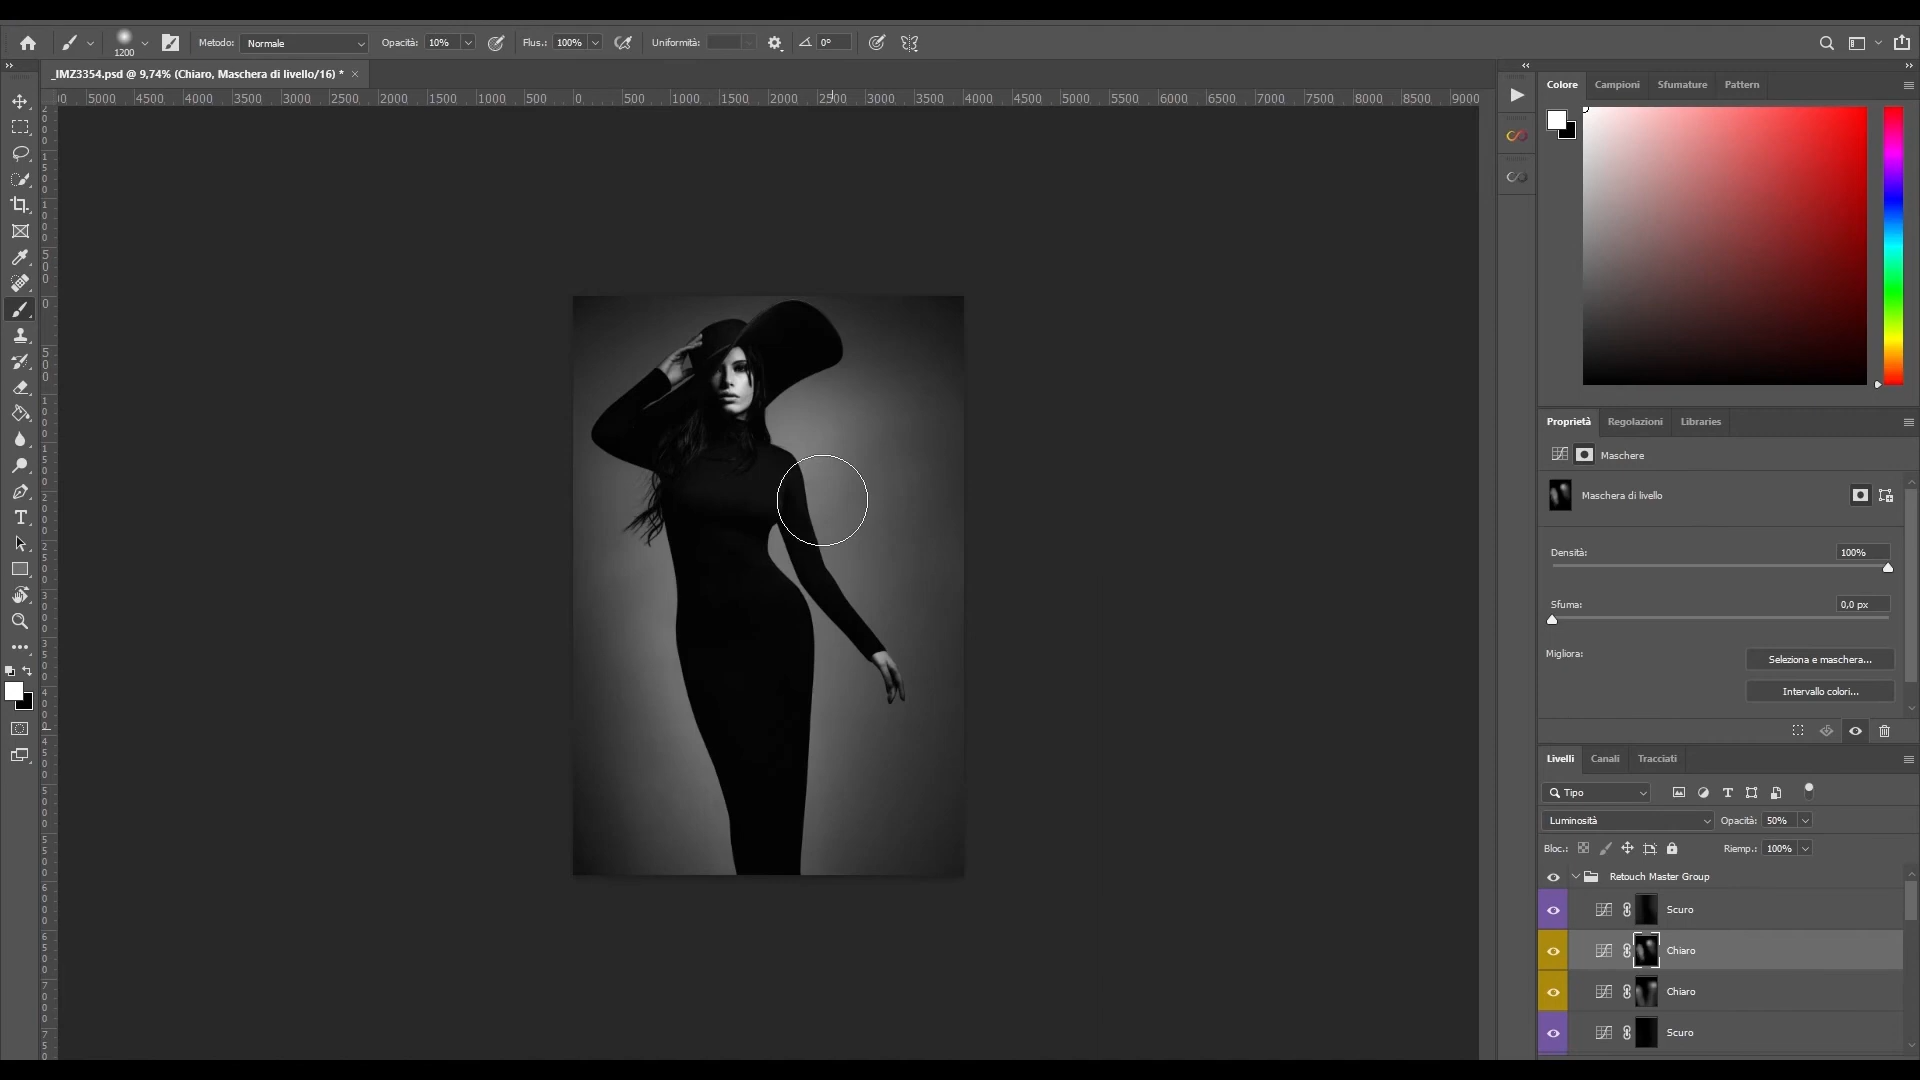 1200
Metodo: Normale Opacità: 10% Flus.: 100% Uniformità: 0°
_IMZ3354.psd @ 9,74% (Chiaro, Maschera di livello/16) * ×
5000 4500 4000 3500 3000 2500 2000 1500 1000 500 0 500 1000 1500 2000 2500 3000 3500 4000 4500 5000 5500 6000 6500 7000 7500 8000 8500 9000
Colore Campioni Sfumature Pattern
Proprietà Regolazioni Libraries
Maschere
Maschera di livello
Densità: 100%
Sfuma: 0,0 px
Migliora: Seleziona e maschera...
Intervallo colori...
Livelli Canali Tracciati
Tipo
Luminosità Opacità: 50%
Bloc.: Riemp.: 100%
Retouch Master Group
Scuro
Chiaro
Chiaro
Scuro